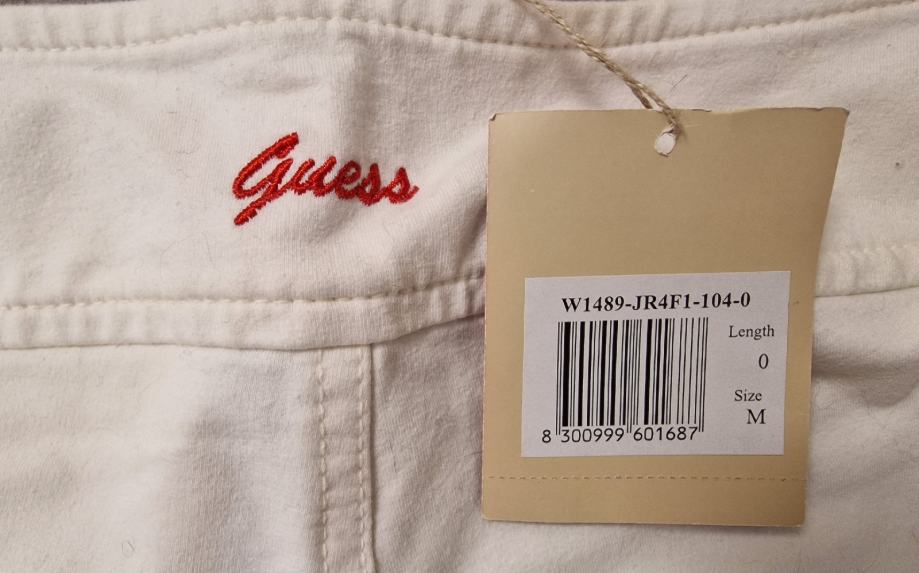 Guess
W1489-JR4F1-104-0
Length
0
Size
M
8 300999 601687